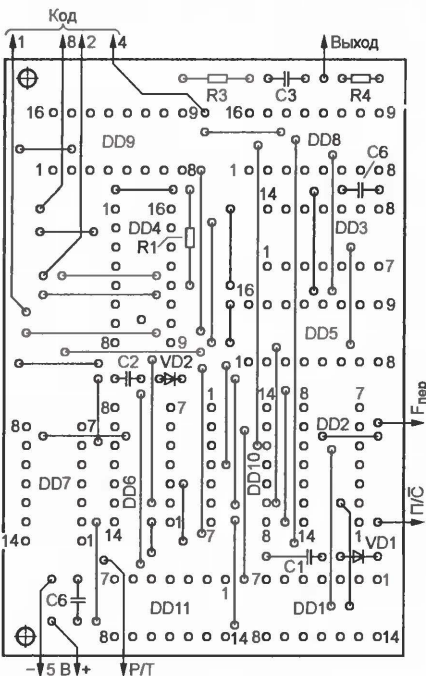 Код
1 8 2 4 Выход
R3 C3 R4
16 9 16 9
DD9 DD8
1 8 1 8
C6
14 8
1 16
DD4 DD3
R1
1 7
16 9
DD5
8 9
1 8
C2 VD2
Fпер
8 7 7 1 14 8 7
DD2
DD7 DD6 DD10
П/С̅
14 1 14 1 7 8 14 1
C1 VD1
7 1 7 1
C6
DD11 DD1
8 14 8 14
− 5 В + Р/Т